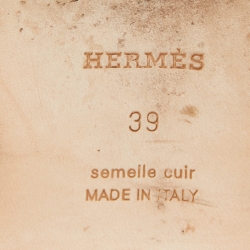 HERMÈS
39
semelle cuir
MADE IN ITALY